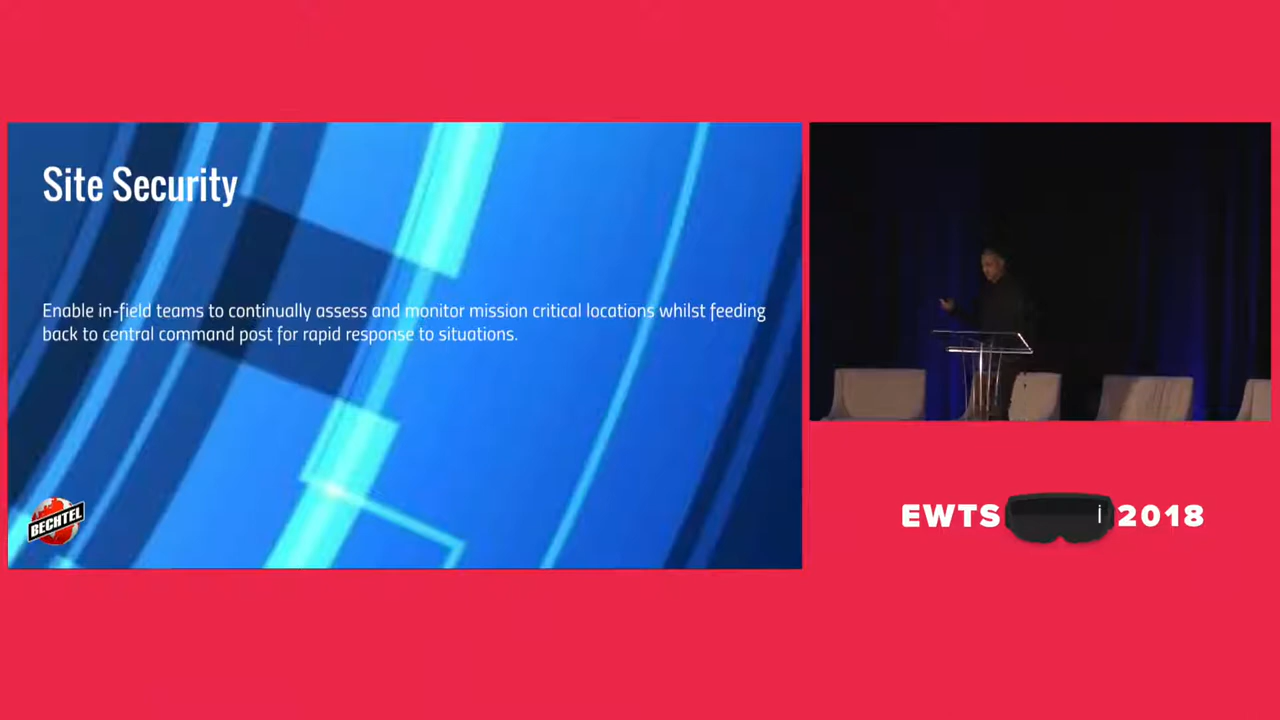 Site Security
Enable in-field teams to continually assess and monitor mission critical locations whilst feeding
back to central command post for rapid response to situations.
BECHTEL
EWTS i 2018